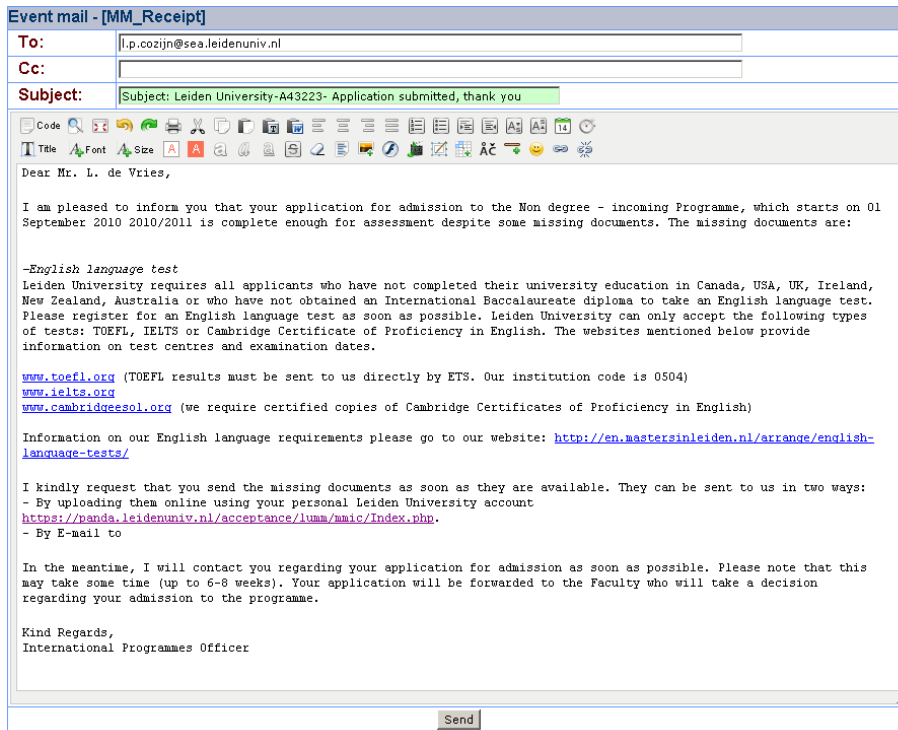 Event mail - [MM_Receipt]
To: l.p.cozijn@sea.leidenuniv.nl
Cc:
Subject: Subject: Leiden University-A43223- Application submitted, thank you
Code
Title Font Size
Dear Mr. L. de Vries,
I am pleased to inform you that your application for admission to the Non degree - incoming Programme, which starts on 01
September 2010 2010/2011 is complete enough for assessment despite some missing documents. The missing documents are:
-English language test
Leiden University requires all applicants who have not completed their university education in Canada, USA, UK, Ireland,
New Zealand, Australia or who have not obtained an International Baccalaureate diploma to take an English language test.
Please register for an English language test as soon as possible. Leiden University can only accept the following types
of tests: TOEFL, IELTS or Cambridge Certificate of Proficiency in English. The websites mentioned below provide
information on test centres and examination dates.
www.toefl.org (TOEFL results must be sent to us directly by ETS. Our institution code is 0504)
www.ielts.org
www.cambridgeesol.org (we require certified copies of Cambridge Certificates of Proficiency in English)
Information on our English language requirements please go to our website: http://en.mastersinleiden.nl/arrange/english-
language-tests/
I kindly request that you send the missing documents as soon as they are available. They can be sent to us in two ways:
- By uploading them online using your personal Leiden University account
https://panda.leidenuniv.nl/acceptance/lumm/mmic/Index.php.
- By E-mail to
In the meantime, I will contact you regarding your application for admission as soon as possible. Please note that this
may take some time (up to 6-8 weeks). Your application will be forwarded to the Faculty who will take a decision
regarding your admission to the programme.
Kind Regards,
International Programmes Officer
Send